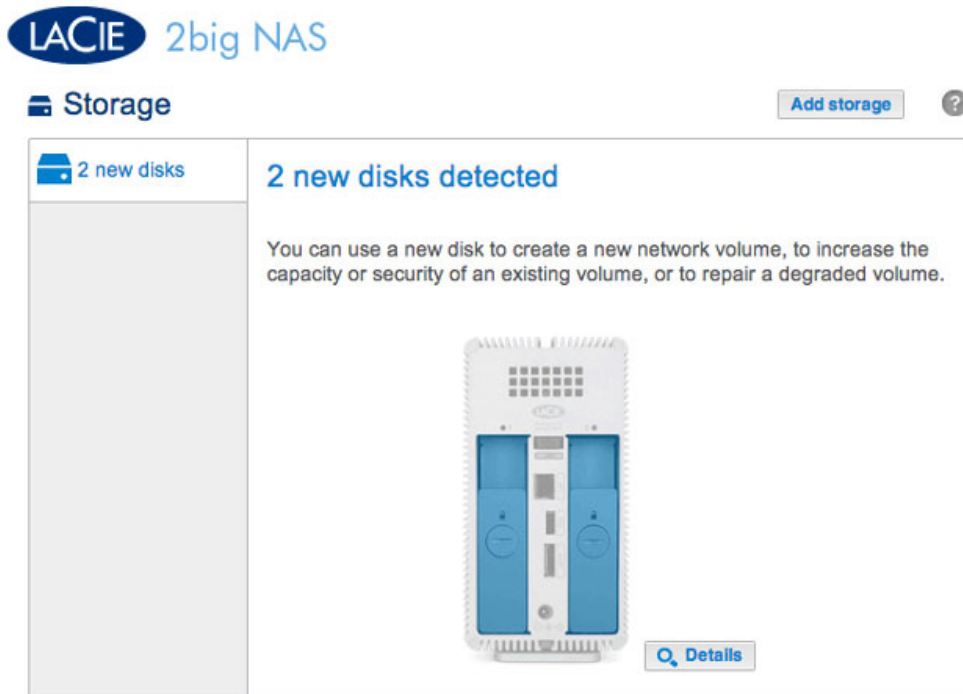 LACIE 2big NAS
Storage
Add storage
?
2 new disks
2 new disks detected
You can use a new disk to create a new network volume, to increase the
capacity or security of an existing volume, or to repair a degraded volume.
Details